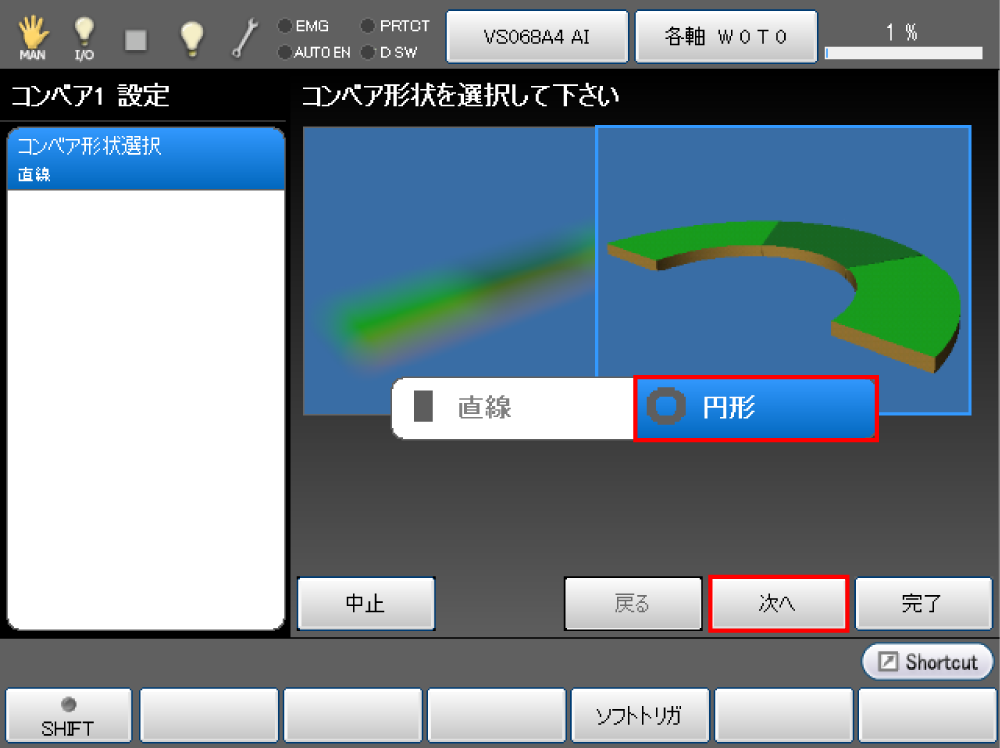 MAN
I/O
EMG
AUTO EN
PRTCT
D SW
VS068A4 AI
各軸 W0T0
1 %
コンベア1 設定
コンベア形状を選択して下さい
コンベア形状選択
直線
直線
円形
中止
戻る
次へ
完了
Shortcut
SHIFT
ソフトトリガ